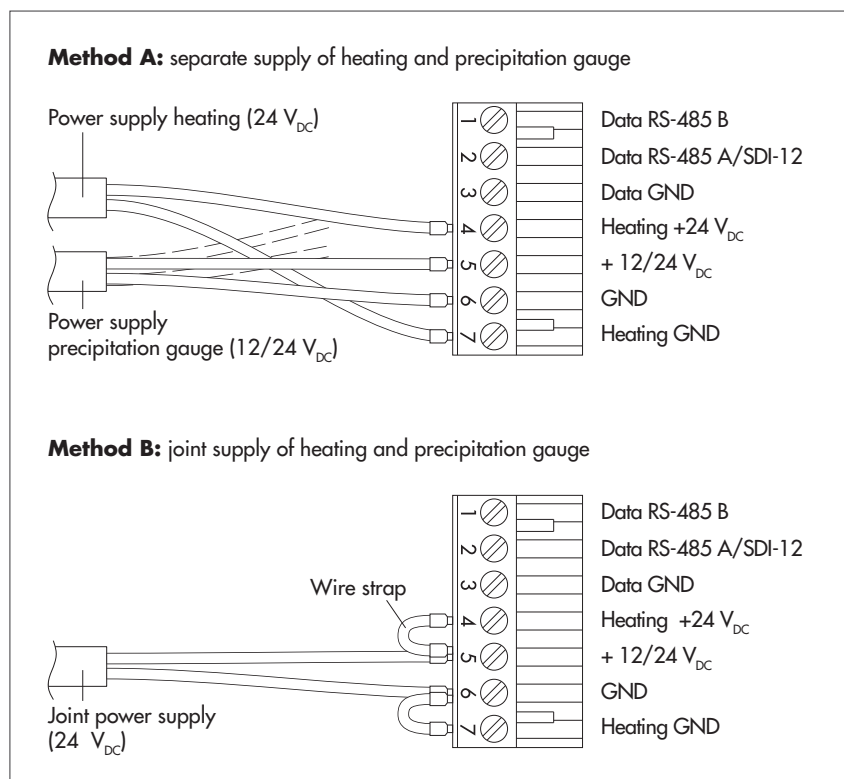 Method A: separate supply of heating and precipitation gauge
Power supply heating (24 VDC)
1
2
3
4
5
6
7
Data RS-485 B
Data RS-485 A/SDI-12
Data GND
Heating +24 VDC
+ 12/24 VDC
GND
Heating GND
Power supply
precipitation gauge (12/24 VDC)
Method B: joint supply of heating and precipitation gauge
Wire strap
1
2
3
4
5
6
7
Data RS-485 B
Data RS-485 A/SDI-12
Data GND
Heating +24 VDC
+ 12/24 VDC
GND
Heating GND
Joint power supply
(24 VDC)